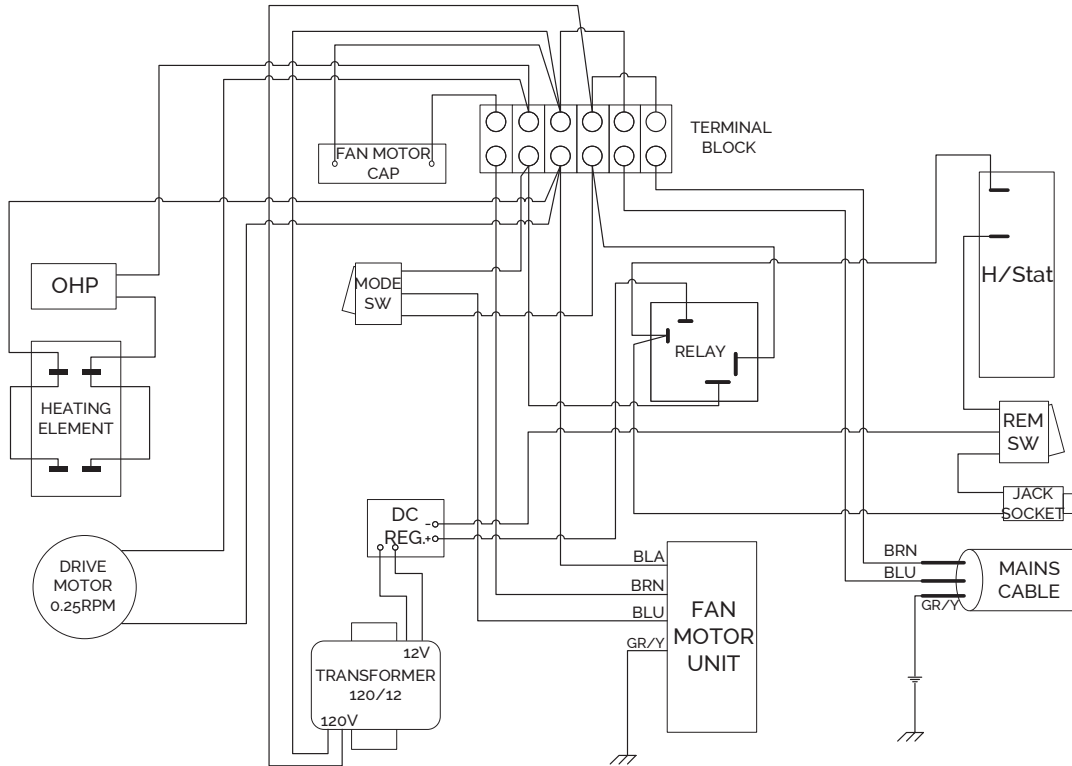 TERMINAL
BLOCK
FAN MOTOR
CAP
OHP
MODE
SW
H/Stat
RELAY
HEATING
ELEMENT
REM
SW
JACK
SOCKET
DC
REG.
-
+
DRIVE
MOTOR
0.25RPM
BLA
BRN
BLU
GR/Y
FAN
MOTOR
UNIT
BRN
BLU
GR/Y
MAINS
CABLE
12V
TRANSFORMER
120/12
120V